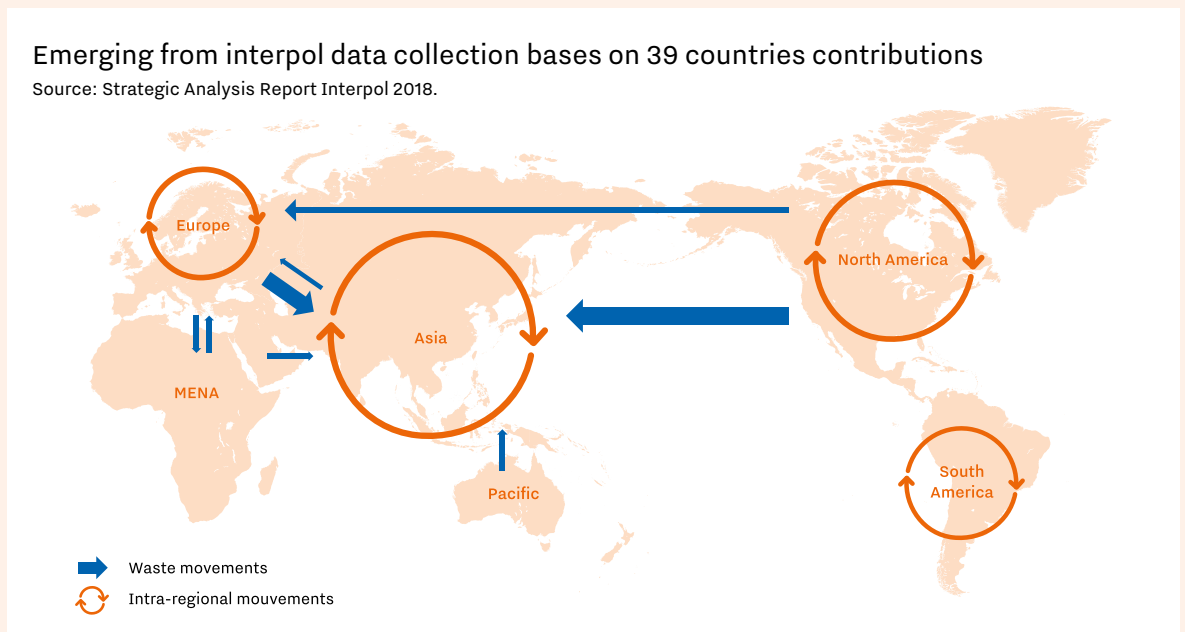 Emerging from interpol data collection bases on 39 countries contributions
Source: Strategic Analysis Report Interpol 2018.
Europe
North America
Asia
MENA
South
America
Pacific
Waste movements
Intra-regional mouvements